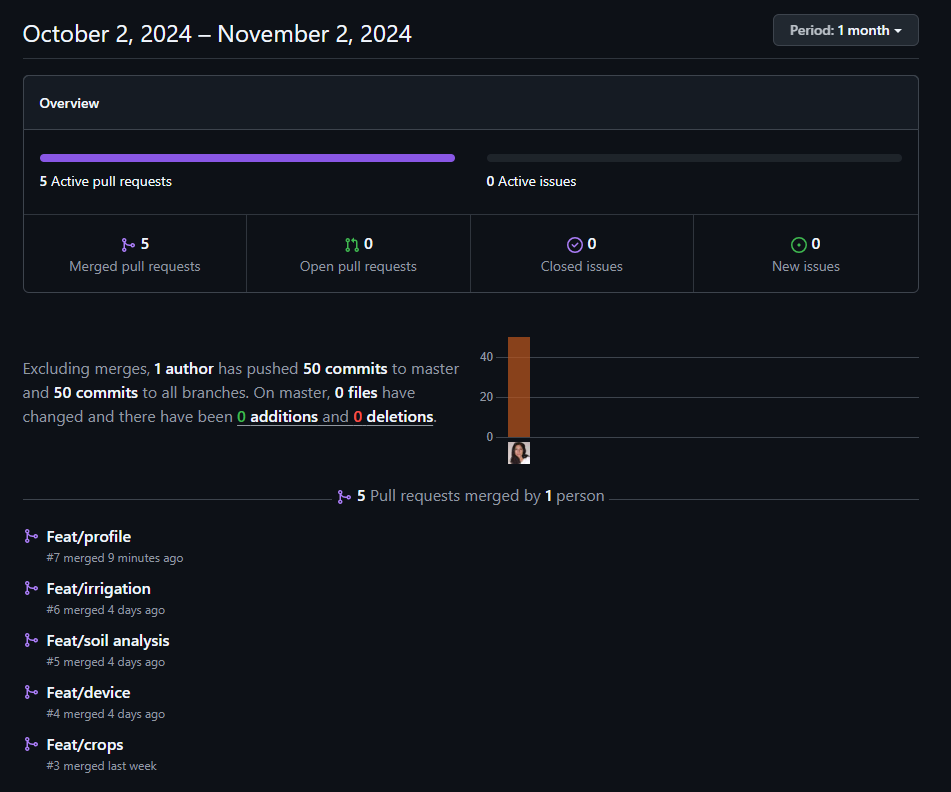 October 2, 2024 – November 2, 2024
Period: 1 month
Overview
5 Active pull requests
0 Active issues
5
Merged pull requests
0
Open pull requests
0
Closed issues
0
New issues
Excluding merges, 1 author has pushed 50 commits to master
and 50 commits to all branches. On master, 0 files have
changed and there have been 0 additions and 0 deletions.
40
20
0
5 Pull requests merged by 1 person
Feat/profile
#7 merged 9 minutes ago
Feat/irrigation
#6 merged 4 days ago
Feat/soil analysis
#5 merged 4 days ago
Feat/device
#4 merged 4 days ago
Feat/crops
#3 merged last week